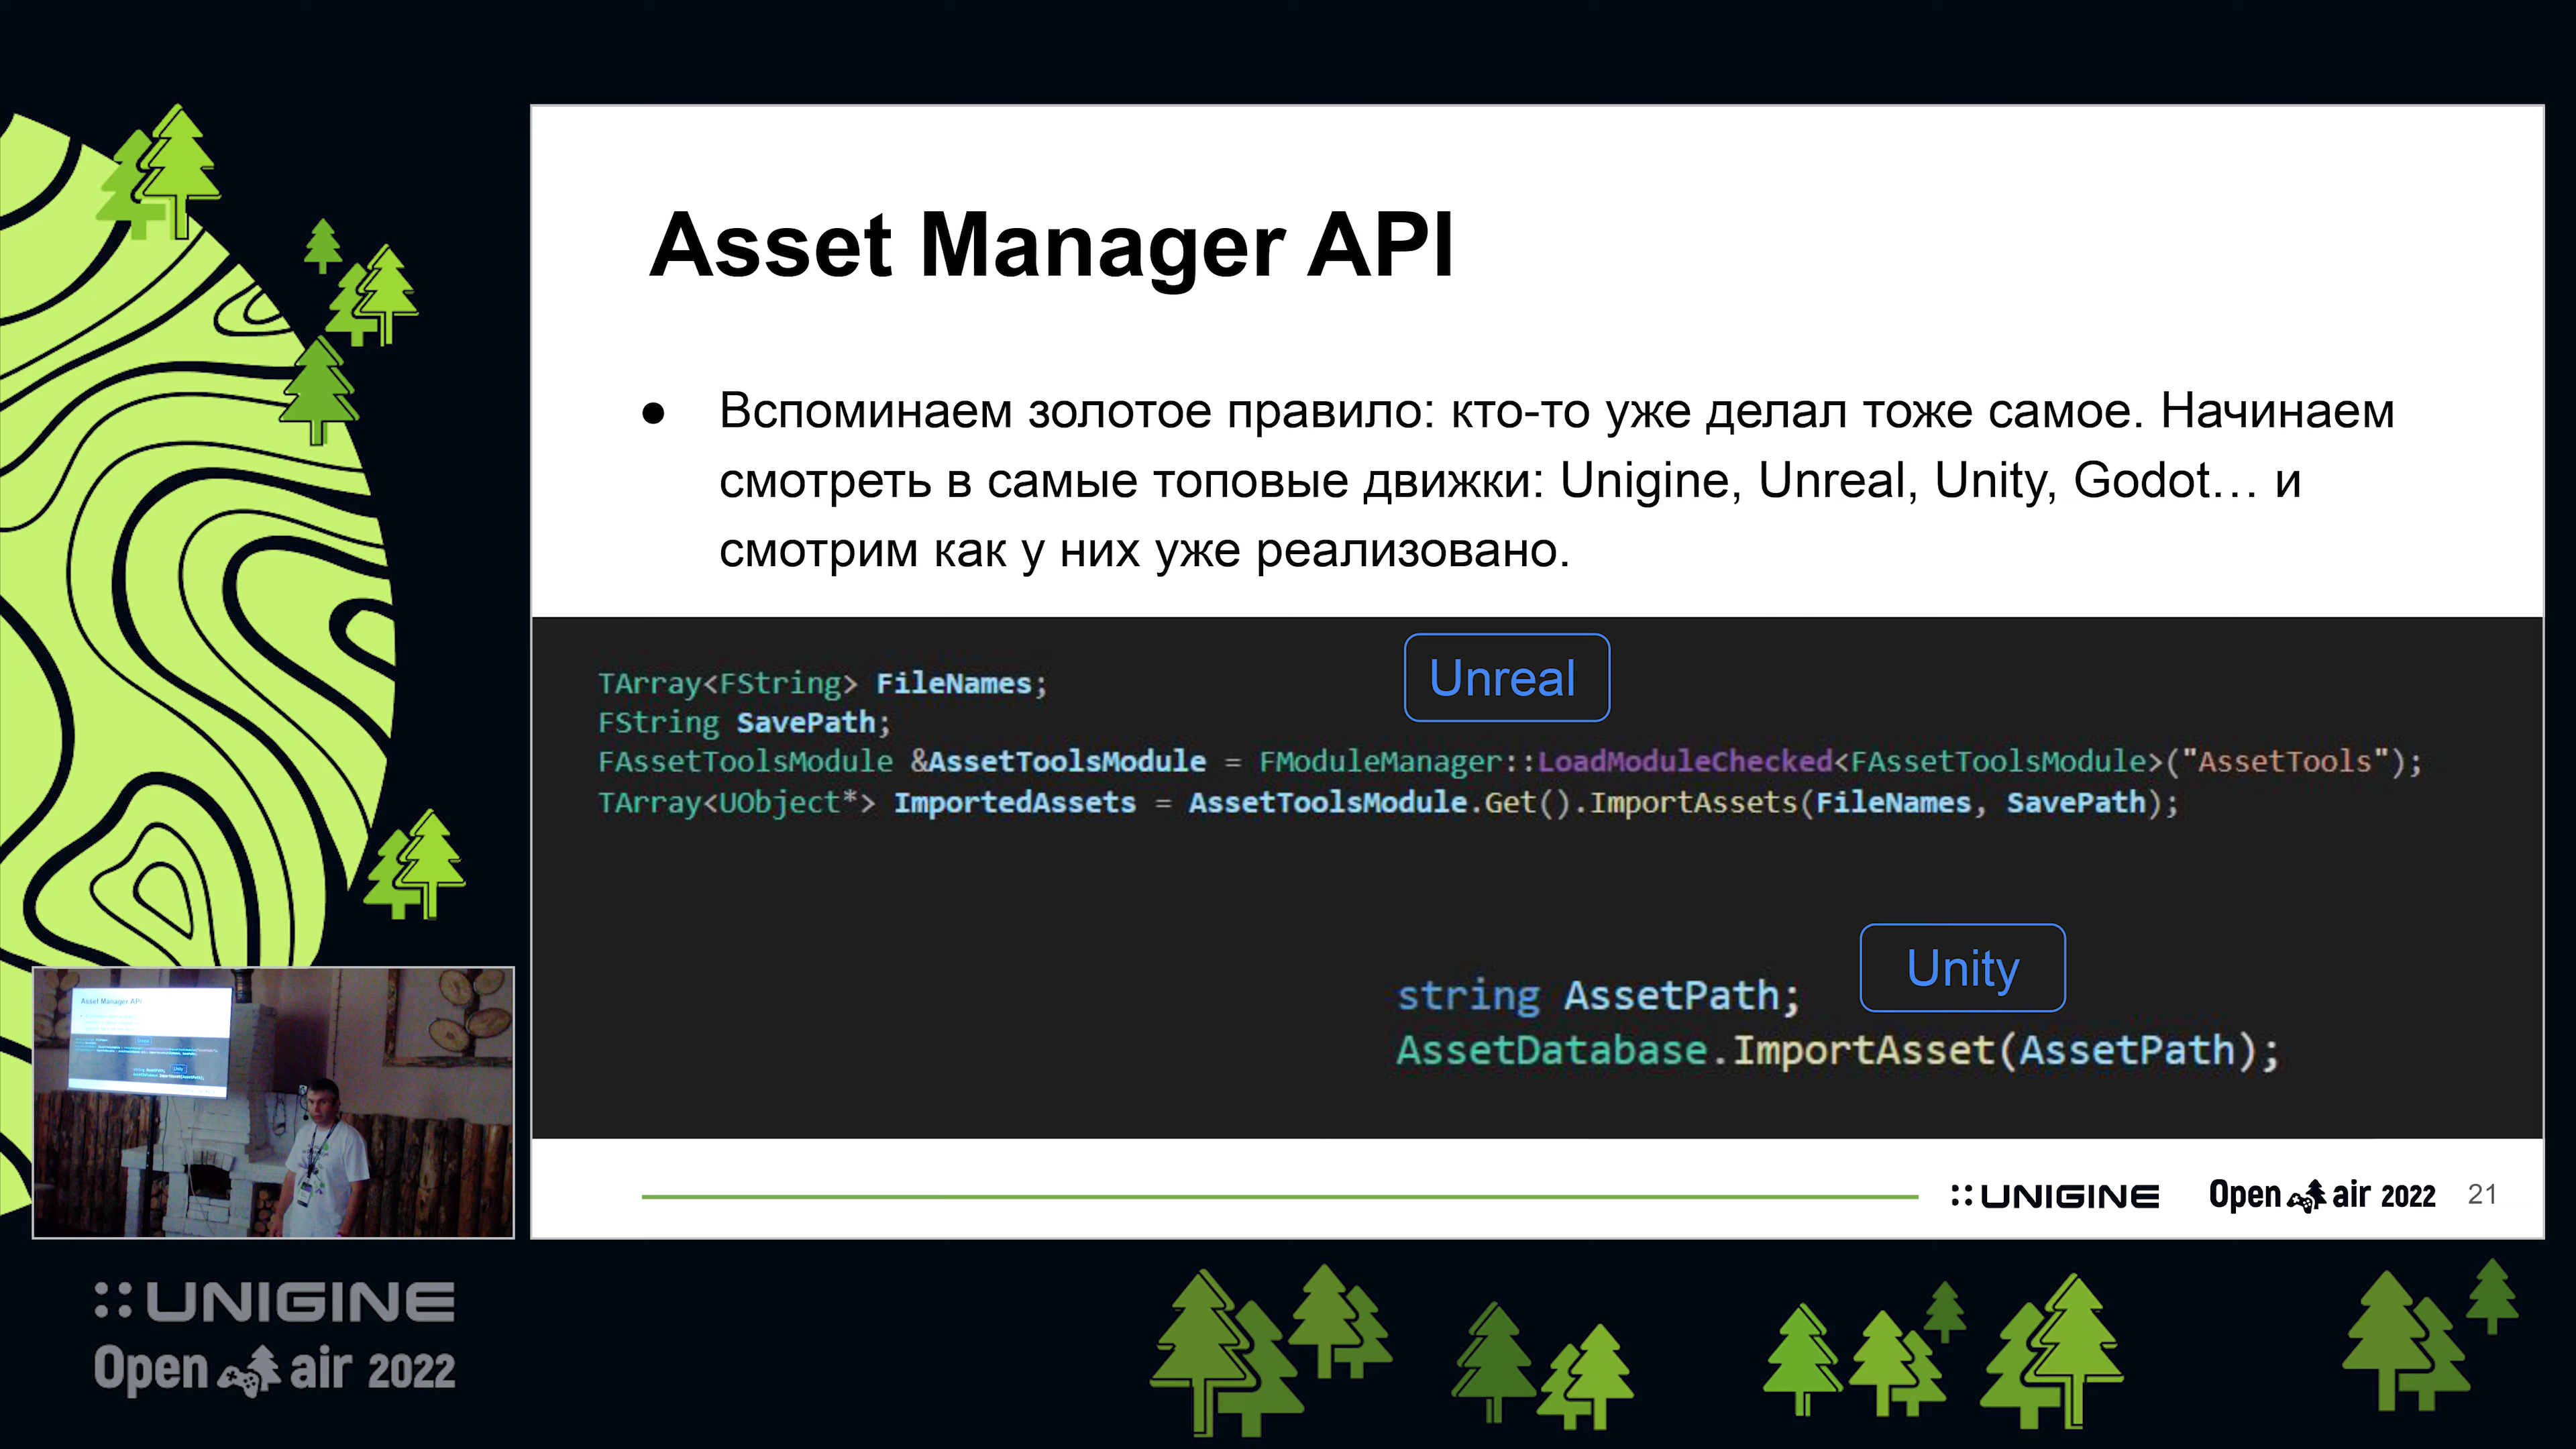 Asset Manager API
● Вспоминаем золотое правило: кто-то уже делал тоже самое. Начинаем
смотреть в самые топовые движки: Unigine, Unreal, Unity, Godot… и
смотрим как у них уже реализовано.
Unreal
TArray<FString> FileNames;
FString SavePath;
FAssetToolsModule &AssetToolsModule = FModuleManager::LoadModuleChecked<FAssetToolsModule>("AssetTools");
TArray<UObject*> ImportedAssets = AssetToolsModule.Get().ImportAssets(FileNames, SavePath);
Unity
string AssetPath;
AssetDatabase.ImportAsset(AssetPath);
UNIGINE Open air 2022 21
Asset Manager API
UNIGINE
Open air 2022